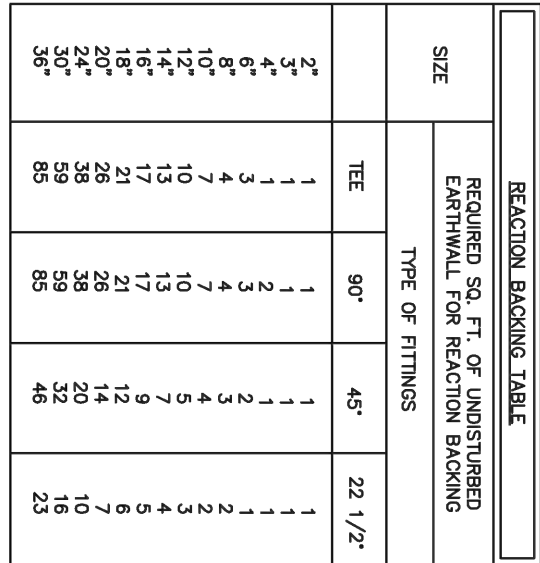 REACTION BACKING TABLE
SIZE
REQUIRED SQ. FT. OF UNDISTURBED
EARTHWALL FOR REACTION BACKING
TYPE OF FITTINGS
TEE 90° 45° 22 1/2°
2" 1 1 1 1
3" 1 1 1 1
4" 1 2 1 1
6" 3 3 2 1
8" 4 4 3 2
10" 7 7 4 2
12" 10 10 5 3
14" 13 13 7 4
16" 17 17 9 5
18" 21 21 12 6
20" 26 26 14 7
24" 38 38 20 10
30" 59 59 32 16
36" 85 85 46 23